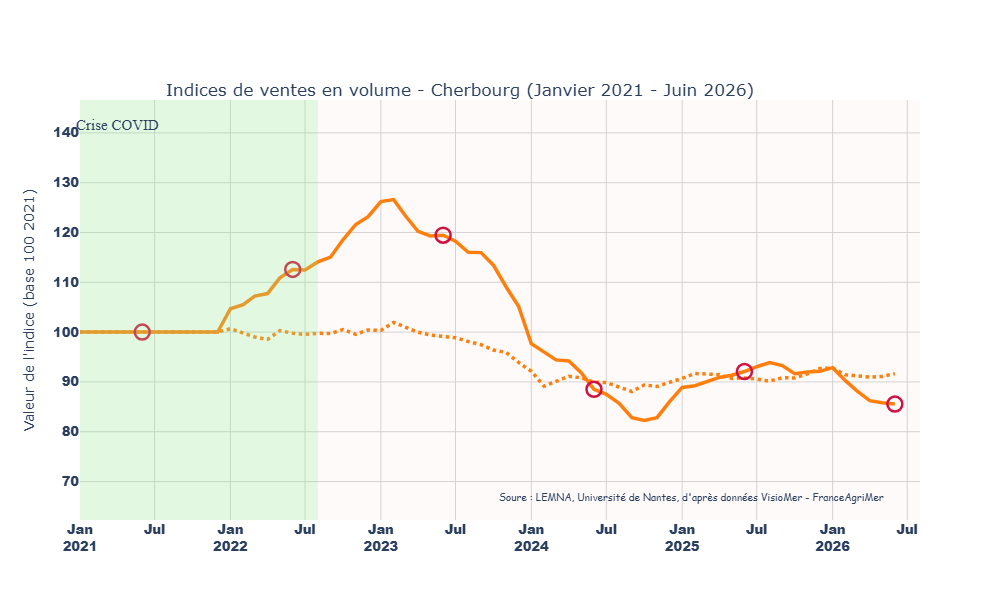 Indices de ventes en volume - Cherbourg (Janvier 2021 - Juin 2026)
Crise COVID
Valeur de l'indice (base 100 2021)
140
130
120
110
100
90
80
70
Soure : LEMNA, Université de Nantes, d'après données VisioMer - FranceAgriMer
Jan Jul Jan Jul Jan Jul Jan Jul Jan Jul Jan Jul
2021 2022 2023 2024 2025 2026